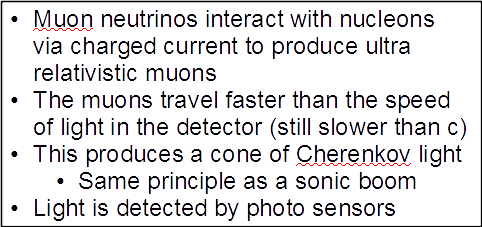 • Muon neutrinos interact with nucleons
via charged current to produce ultra
relativistic muons
• The muons travel faster than the speed
of light in the detector (still slower than c)
• This produces a cone of Cherenkov light
• Same principle as a sonic boom
• Light is detected by photo sensors